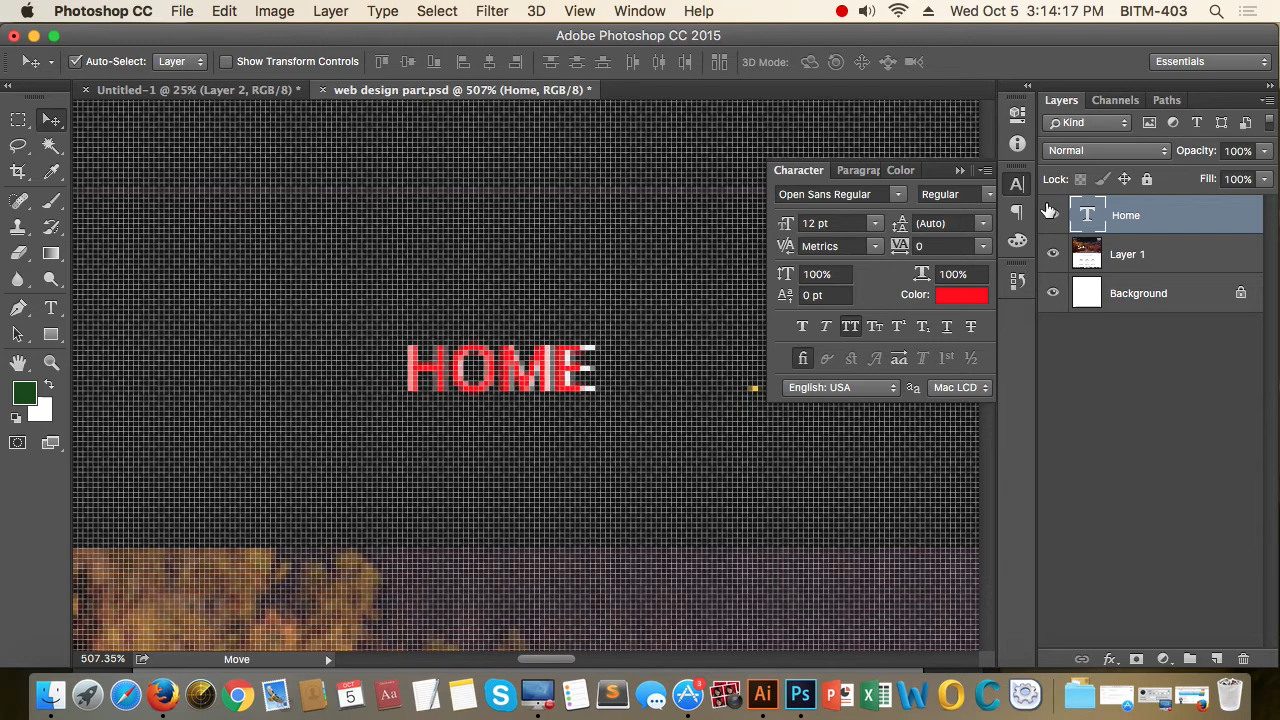 Photoshop CC File Edit Image Layer Type Select Filter 3D View Window Help Wed Oct 5 3:14:17 PM BITM-403
Adobe Photoshop CC 2015
Auto-Select: Layer Show Transform Controls 3D Mode: Essentials
Untitled-1 @ 25% (Layer 2, RGB/8) * web design part.psd @ 507% (Home, RGB/8) *
Layers Channels Paths
Kind
Normal Opacity: 100%
Lock: Fill: 100%
Home
Layer 1
Background
Character Paragrap Color
Open Sans Regular Regular
12 pt (Auto)
Metrics 0
100% 100%
0 pt Color:
English: USA Mac LCD
HOME
507.35% Move